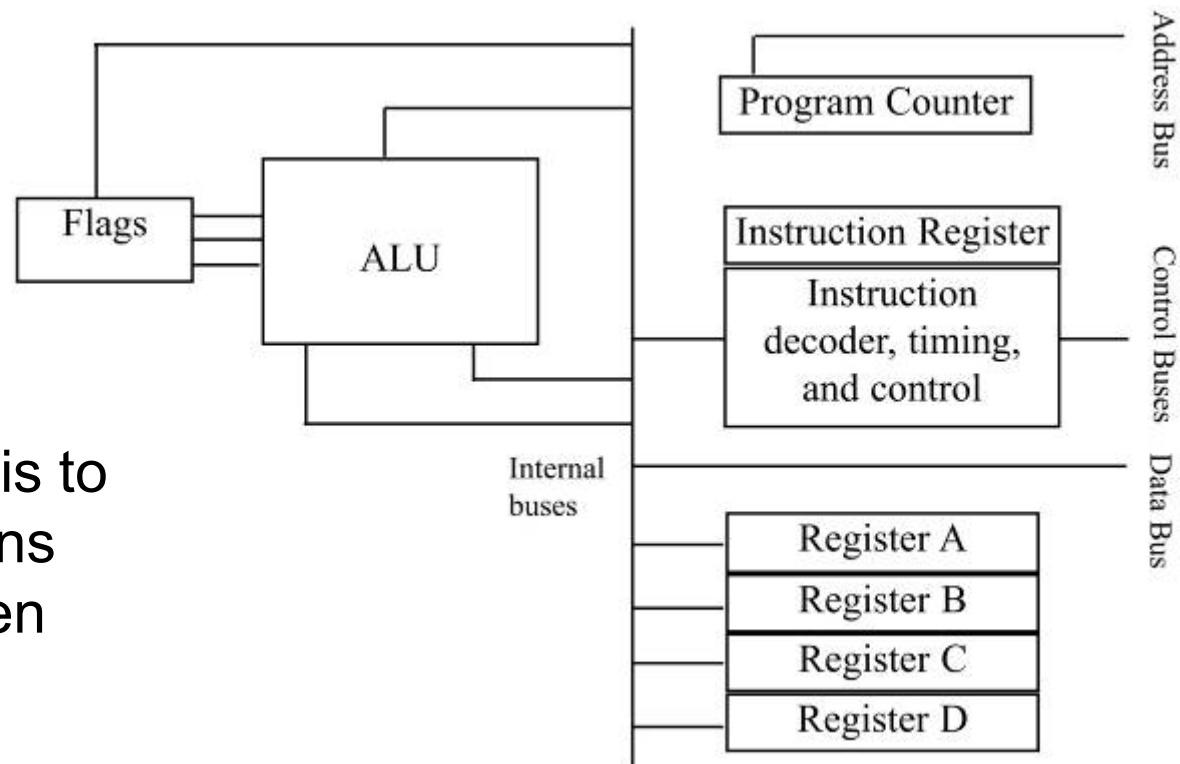 Address Bus
Program Counter
Flags
ALU
Instruction Register
Instruction
decoder, timing,
and control
Control Buses
is to
ns
en
Internal
buses
Data Bus
Register A
Register B
Register C
Register D